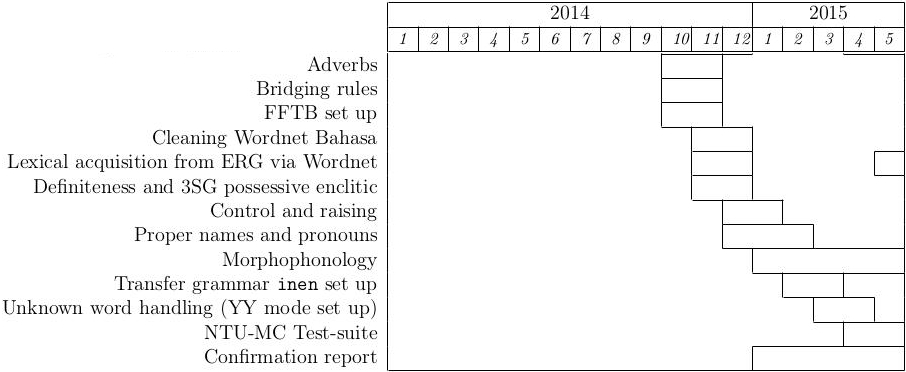 2014 2015
1 2 3 4 5 6 7 8 9 10 11 12 1 2 3 4 5
Adverbs
Bridging rules
FFTB set up
Cleaning Wordnet Bahasa
Lexical acquisition from ERG via Wordnet
Definiteness and 3SG possessive enclitic
Control and raising
Proper names and pronouns
Morphophonology
Transfer grammar inen set up
Unknown word handling (YY mode set up)
NTU-MC Test-suite
Confirmation report